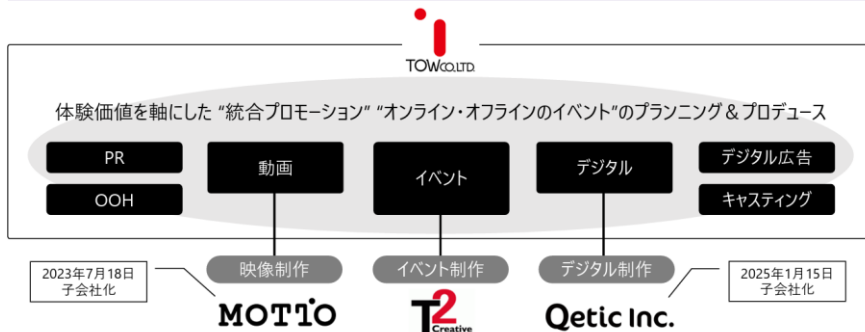 TOWCO.,LTD.
体験価値を軸にした “統合プロモーション” “オンライン・オフラインのイベント”のプランニング＆プロデュース
PR
動画
イベント
デジタル
デジタル広告
OOH
キャスティング
2023年7月18日
子会社化
映像制作
イベント制作
デジタル制作
2025年1月15日
子会社化
MOTTO
T2
Creative
Qetic Inc.